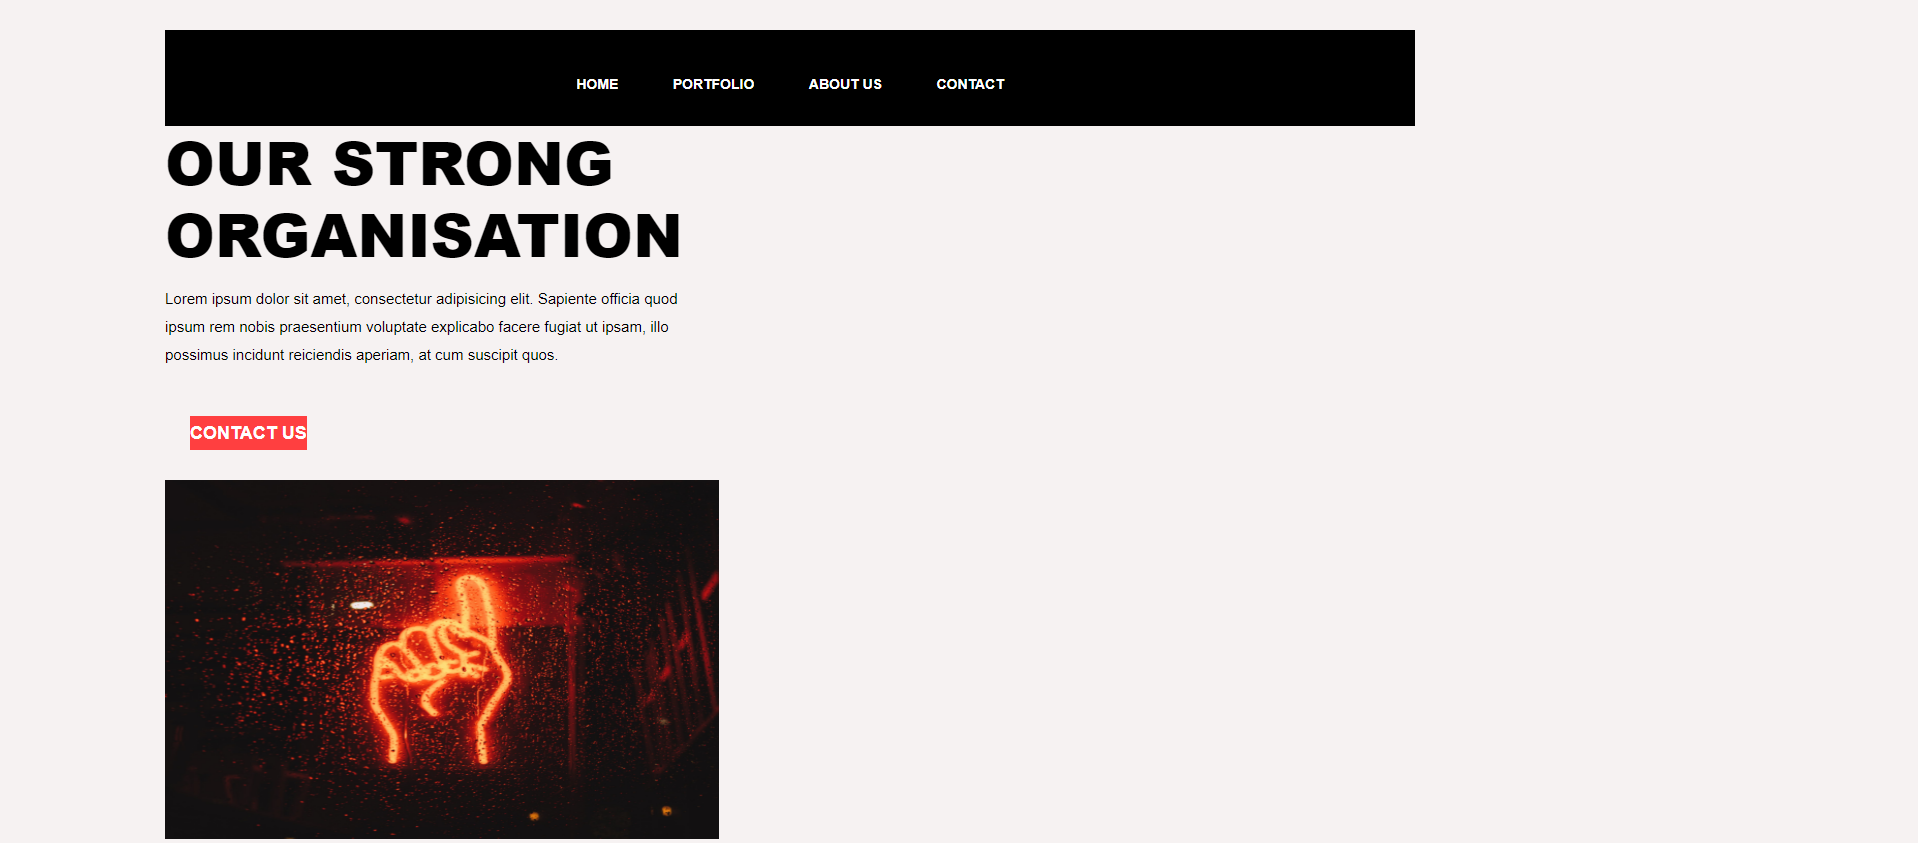 HOME PORTFOLIO ABOUT US CONTACT
OUR STRONG
ORGANISATION
Lorem ipsum dolor sit amet, consectetur adipisicing elit. Sapiente officia quod
ipsum rem nobis praesentium voluptate explicabo facere fugiat ut ipsam, illo
possimus incidunt reiciendis aperiam, at cum suscipit quos.
CONTACT US